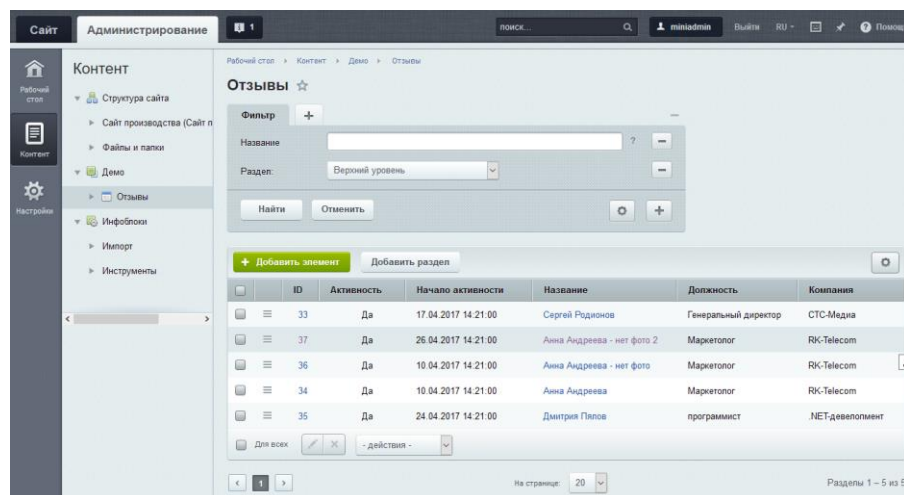 Сайт Администрирование 1 поиск... miniadmin Выйти RU
Рабочий стол
Контент
Настройки
Контент
Структура сайта
Сайт производства (Сайт п
Файлы и папки
Демо
Отзывы
Инфоблоки
Импорт
Инструменты
Рабочий стол Контент Демо Отзывы
Отзывы
Фильтр
Название ?
Раздел: Верхний уровень
Найти Отменить
Добавить элемент Добавить раздел
ID Активность Начало активности Название Должность Компания
33 Да 17.04.2017 14:21:00 Сергей Родионов Генеральный директор СТС-Медиа
37 Да 26.04.2017 14:21:00 Анна Андреева - нет фото 2 Маркетолог RK-Telecom
36 Да 10.04.2017 14:21:00 Анна Андреева - нет фото Маркетолог RK-Telecom
34 Да 10.04.2017 14:21:00 Анна Андреева Маркетолог RK-Telecom
35 Да 24.04.2017 14:21:00 Дмитрия программист .NET-девелопмент
Для всех - действия -
1 На странице: 20 Разделы 1 – 5 из 5